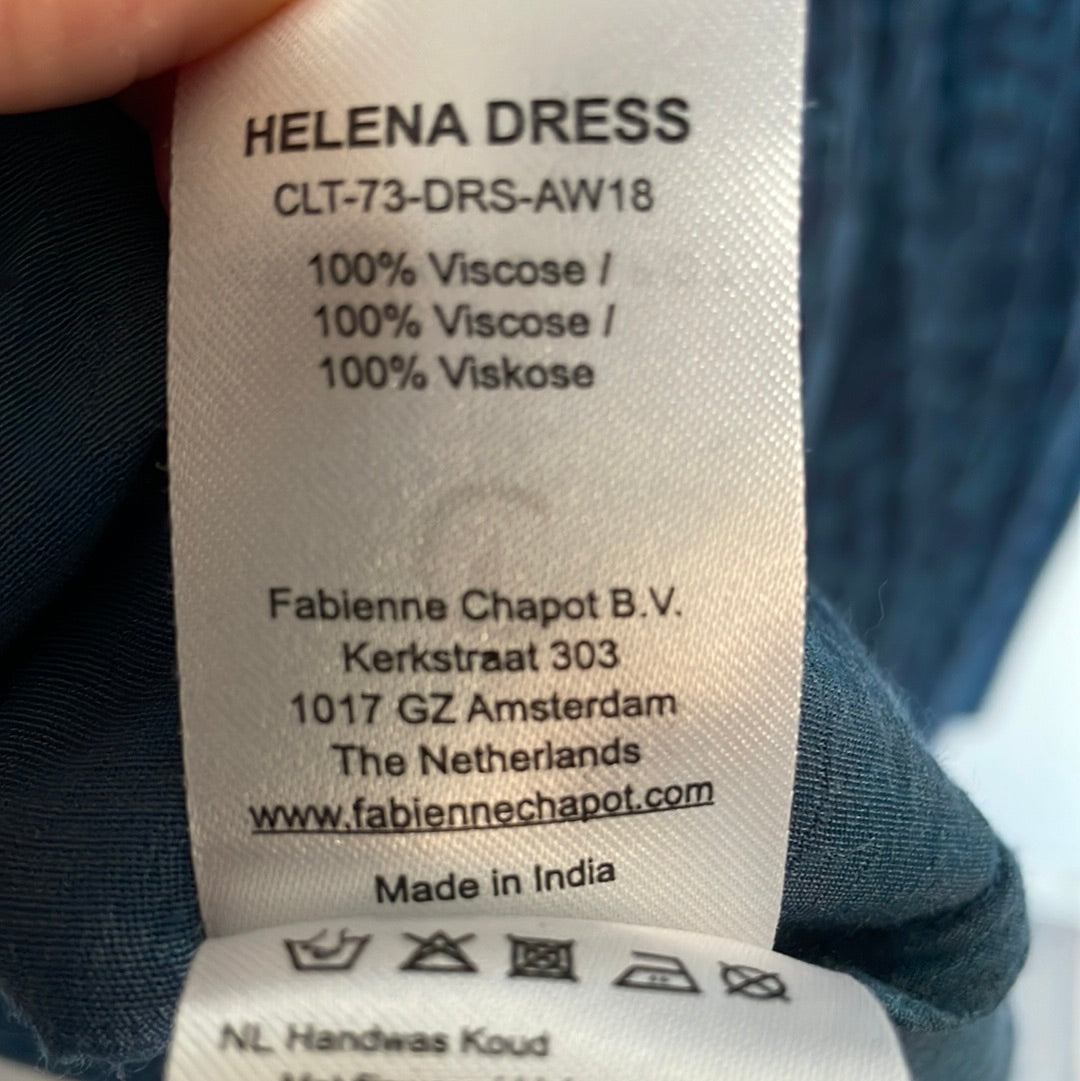 HELENA DRESS
CLT-73-DRS-AW18
100% Viscose /
100% Viscose /
100% Viskose
Fabienne Chapot B.V.
Kerkstraat 303
1017 GZ Amsterdam
The Netherlands
www.fabiennechapot.com
Made in India
NL Handwas Koud